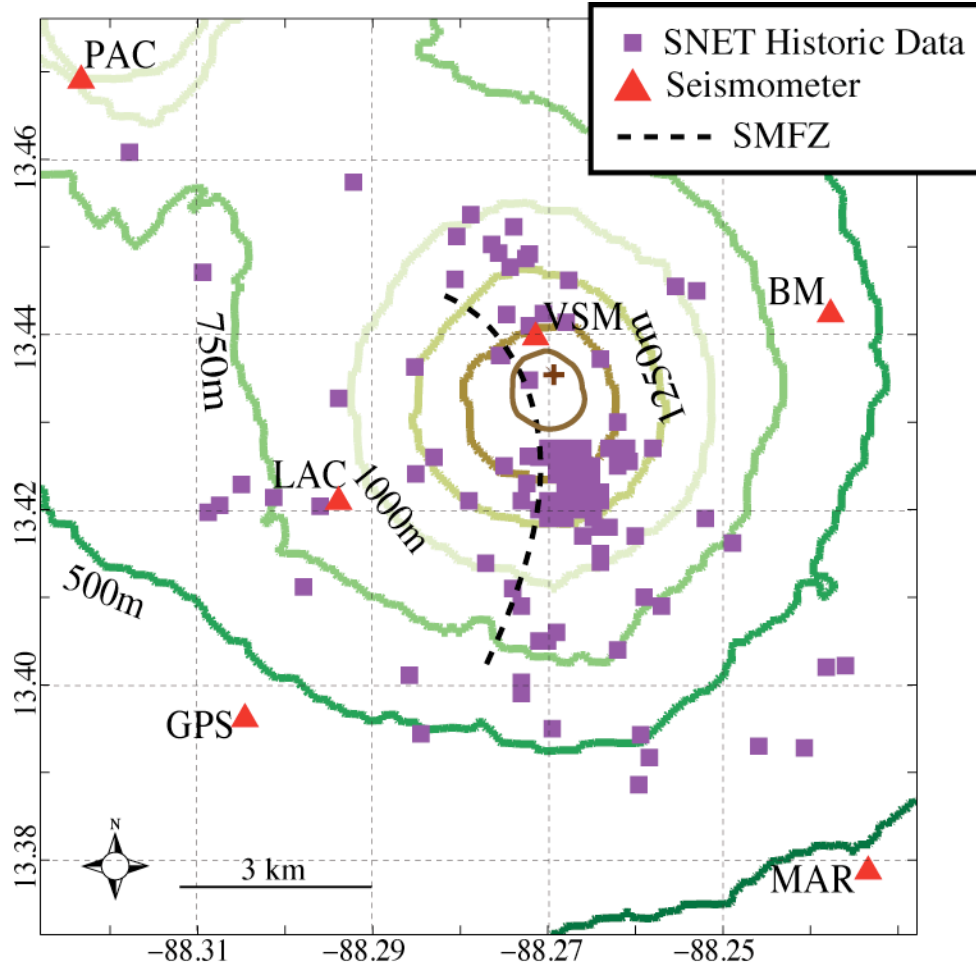 PAC
SNET Historic Data
Seismometer
SMFZ
13.46
BM
VSM
13.44
750m
1250m
LAC
1000m
13.42
500m
13.40
GPS
N
3 km
13.38
MAR
−88.31
−88.29
−88.27
−88.25